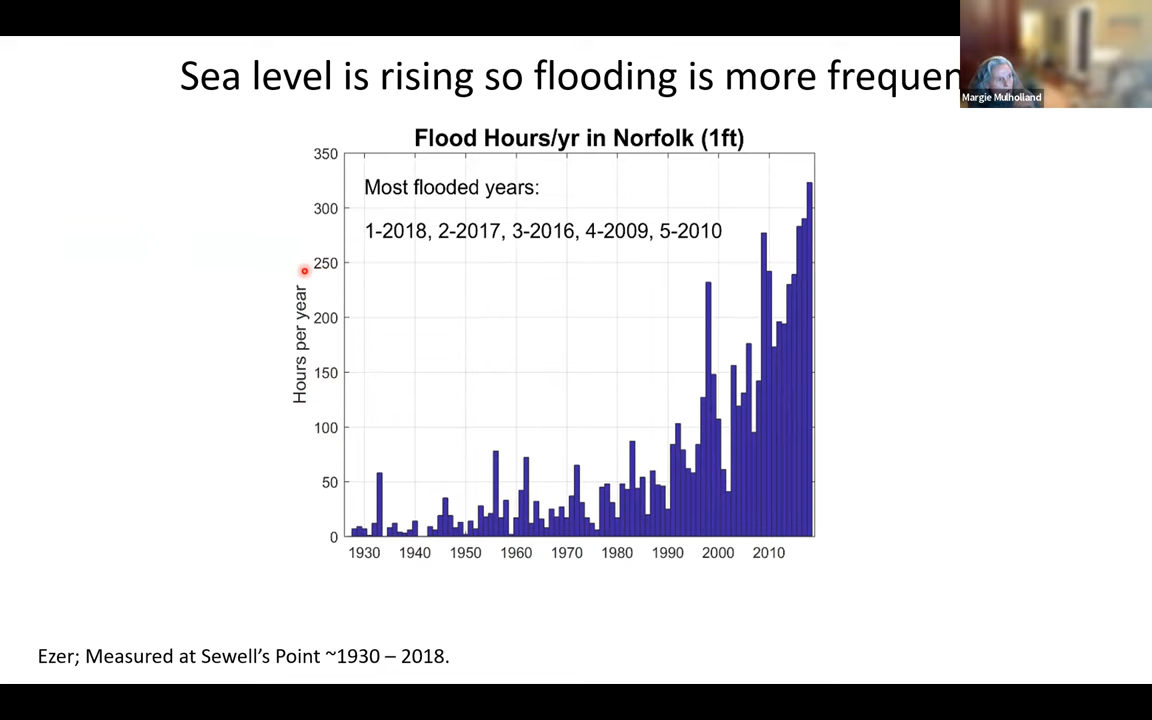 Sea level is rising so flooding is more frequen
Margie Mulholland
Flood Hours/yr in Norfolk (1ft)
Most flooded years:
1-2018, 2-2017, 3-2016, 4-2009, 5-2010
Hours per year
350
300
250
200
150
100
50
0
1930 1940 1950 1960 1970 1980 1990 2000 2010
Ezer; Measured at Sewell's Point ~1930 – 2018.